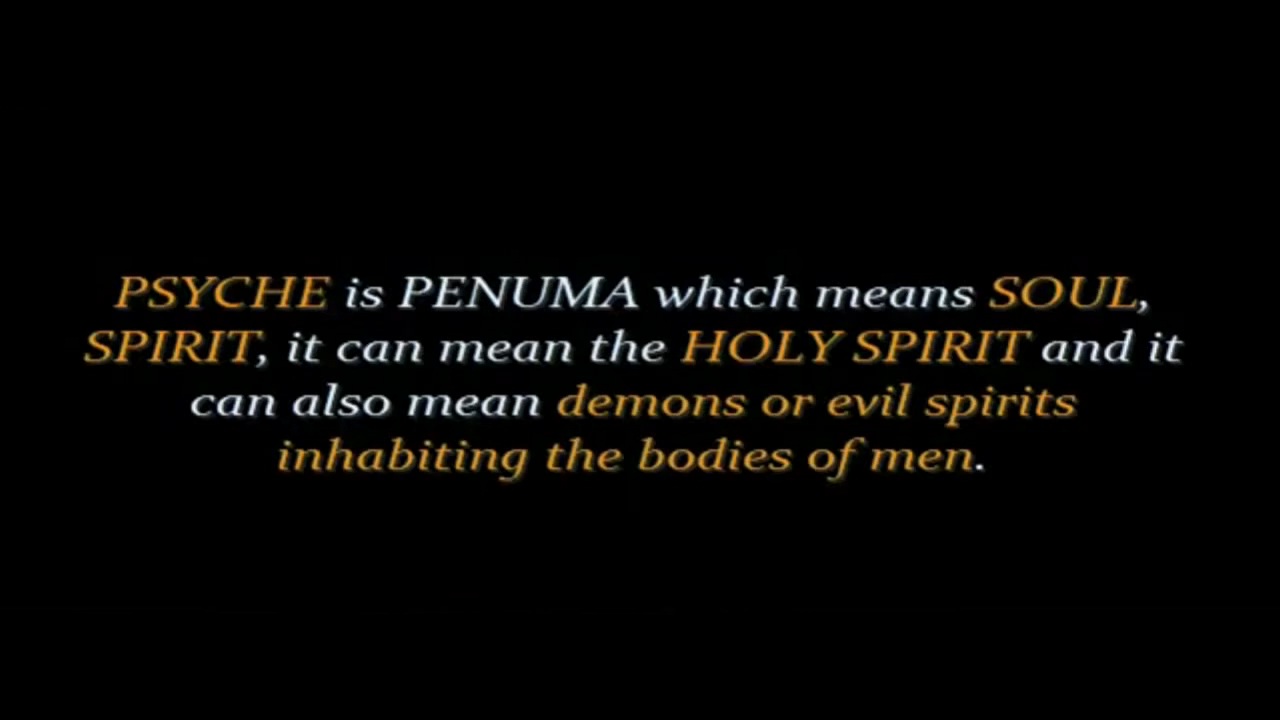 PSYCHE is PENUMA which means SOUL,
SPIRIT, it can mean the HOLY SPIRIT and it
can also mean demons or evil spirits
inhabiting the bodies of men.